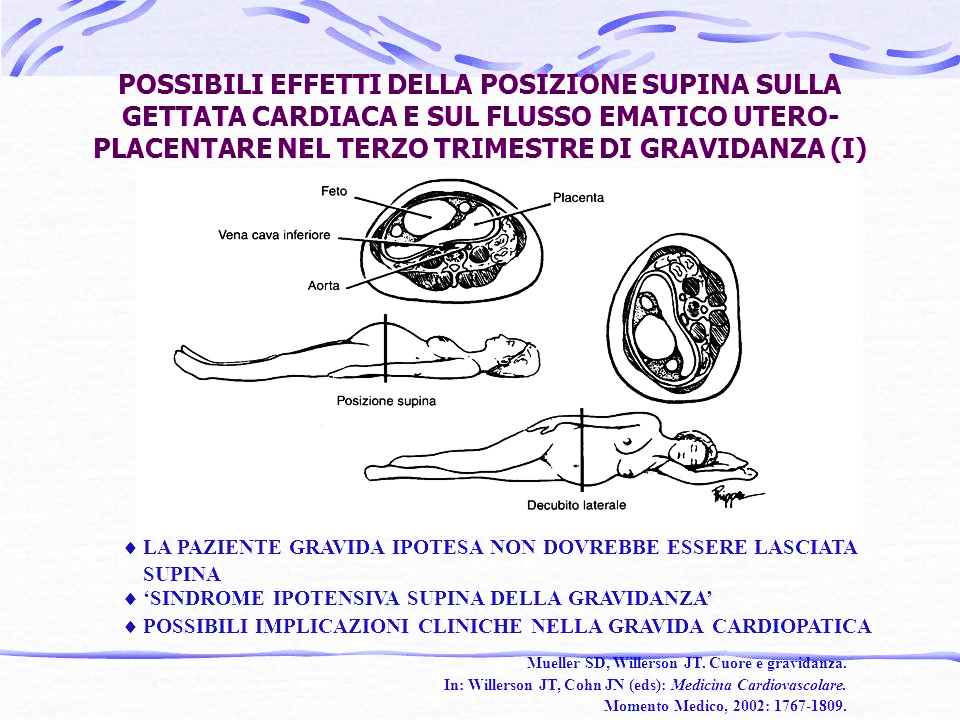 POSSIBILI EFFETTI DELLA POSIZIONE SUPINA SULLA
GETTATA CARDIACA E SUL FLUSSO EMATICO UTERO-
PLACENTARE NEL TERZO TRIMESTRE DI GRAVIDANZA (I)
Feto
Placenta
Vena cava inferiore
Aorta
Posizione supina
Decubito laterale
♦ LA PAZIENTE GRAVIDA IPOTESA NON DOVREBBE ESSERE LASCIATA
SUPINA
♦ ‘SINDROME IPOTENSIVA SUPINA DELLA GRAVIDANZA’
♦ POSSIBILI IMPLICAZIONI CLINICHE NELLA GRAVIDA CARDIOPATICA
Mueller SD, Willerson JT. Cuore e gravidanza.
In: Willerson JT, Cohn JN (eds): Medicina Cardiovascolare.
Momento Medico, 2002: 1767-1809.